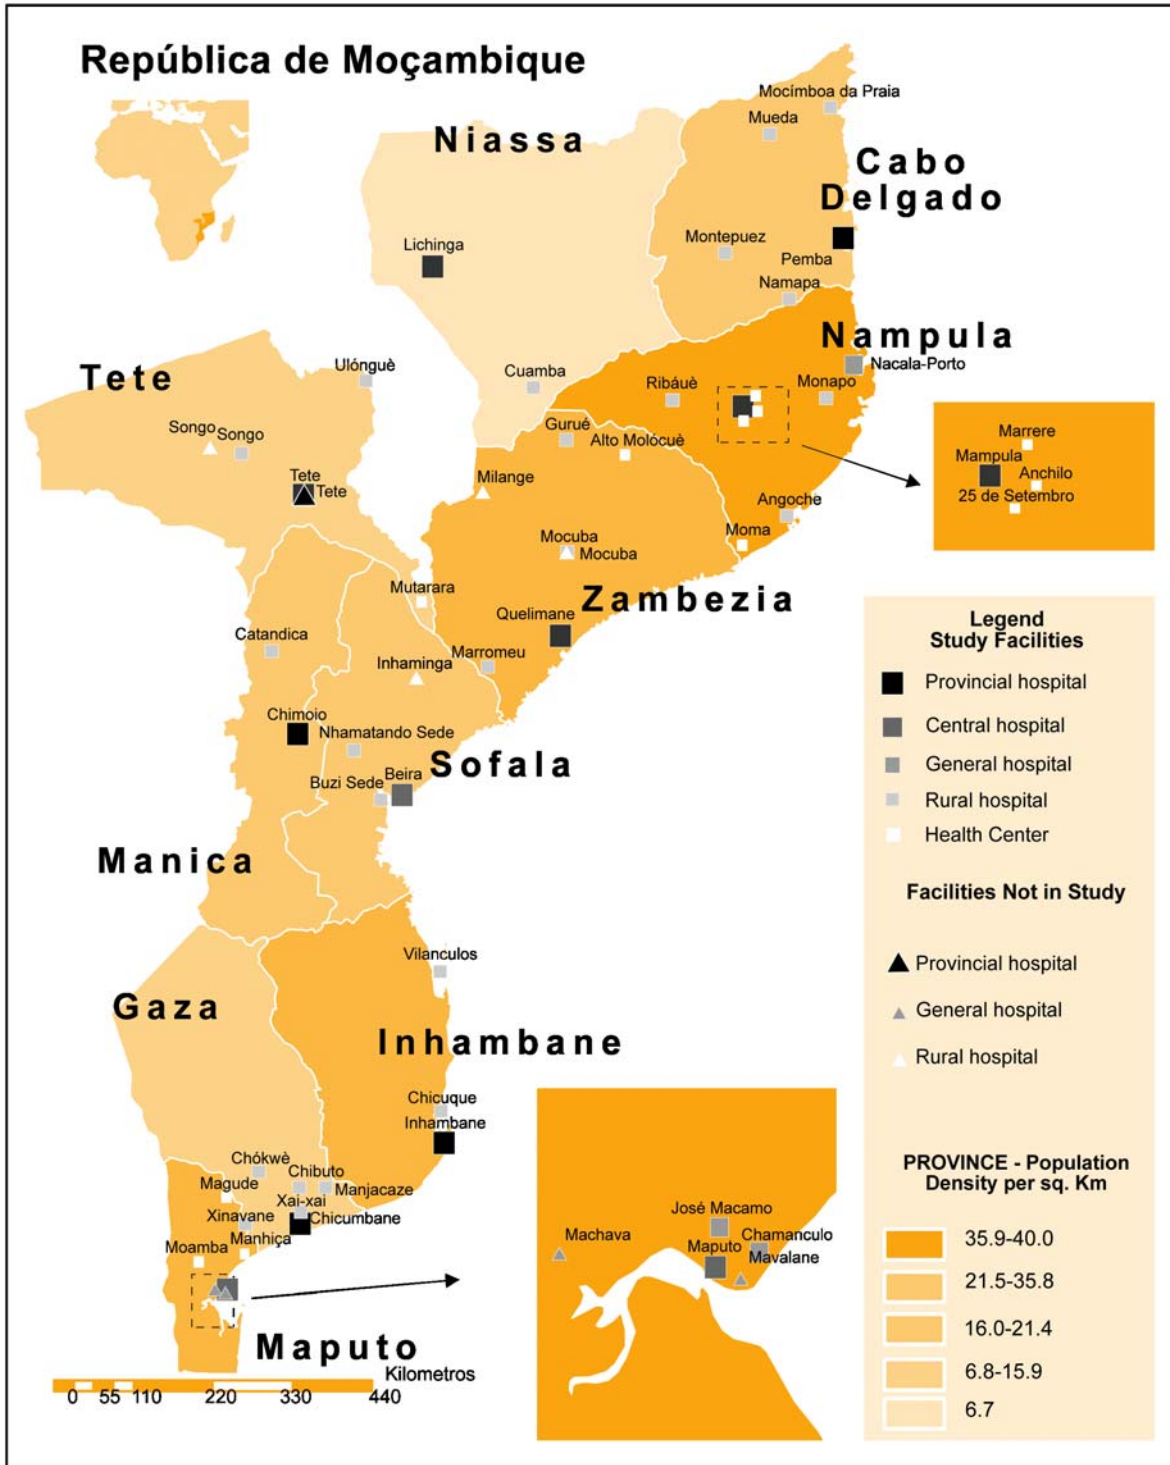 República de Moçambique
Niassa
Mocímboa da Praia
Mueda
Cabo
Delgado
Lichinga
Montepuez
Pemba
Namapa
Nampula
Tete
Ulónguè
Cuamba
Ribáuè
Monapo
Nacala-Porto
Songo
Songo
Gurué
Alto Molócuè
Tete
Tete
Milange
Angoche
Mocuba
Mocuba
Moma
Marrere
Mampula
Anchilo
25 de Setembro
Mutarara
Quelimane
Zambezia
Catandica
Inhaminga
Marromeu
Chimoio
Nhamatando Sede
Sofala
Buzi Sede
Beira
Manica
Vilanculos
Gaza
Inhambane
Chicuque
Inhambane
Chókwè
Chibuto
Magude
Manjacaze
Xai-xai
Xinavane
Chicumbane
Manhiça
Moamba
Maputo
Kilometros
0 55 110 220 330 440
José Macamo
Machava
Chamanculo
Maputo
Mavalane
Legend
Study Facilities
Provincial hospital
Central hospital
General hospital
Rural hospital
Health Center
Facilities Not in Study
Provincial hospital
General hospital
Rural hospital
PROVINCE - Population
Density per sq. Km
35.9-40.0
21.5-35.8
16.0-21.4
6.8-15.9
6.7